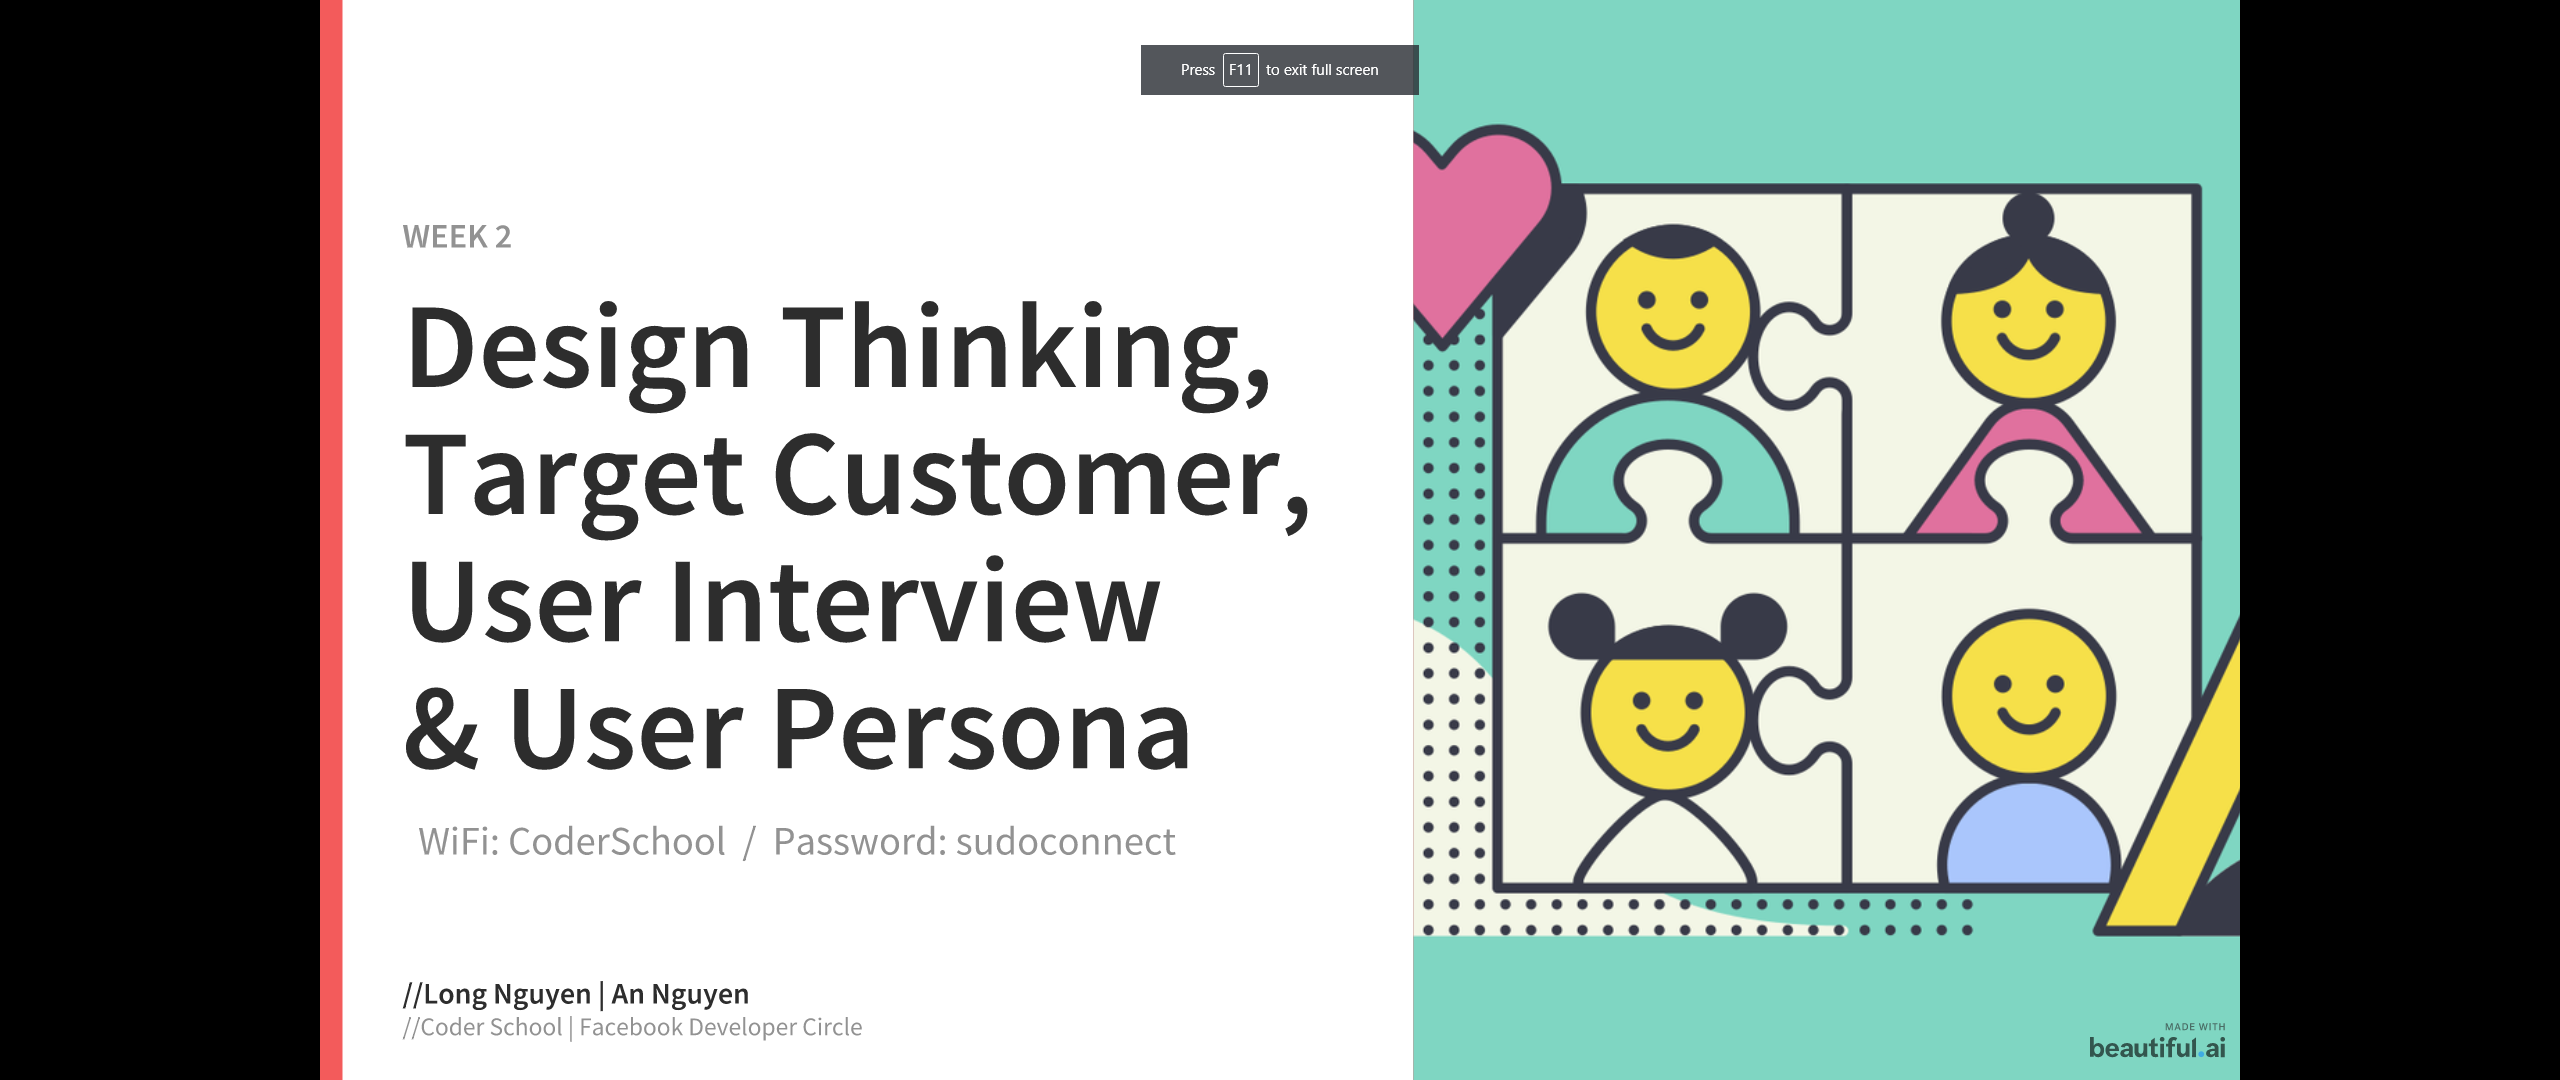 Press F11 to exit full screen
WEEK 2
Design Thinking,
Target Customer,
User Interview
& User Persona
WiFi: CoderSchool / Password: sudoconnect
//Long Nguyen | An Nguyen
//Coder School | Facebook Developer Circle
MADE WITH
beautiful.ai